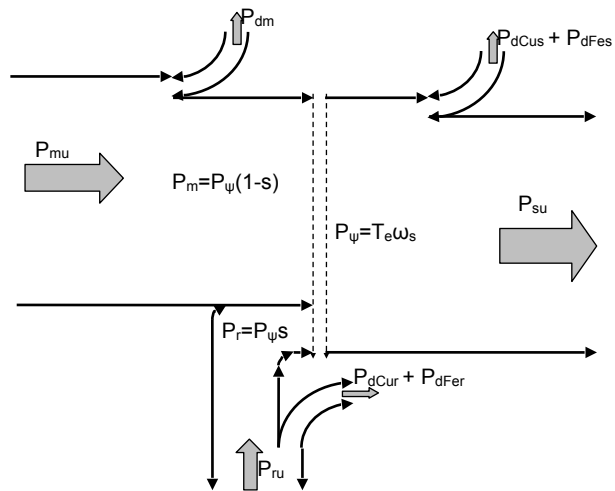 P_dm
P_dCus + P_dFes
P_mu
P_m=P_ψ(1-s)
P_su
P_ψ=T_eω_s
P_r=P_ψs
P_dCur + P_dFer
P_ru